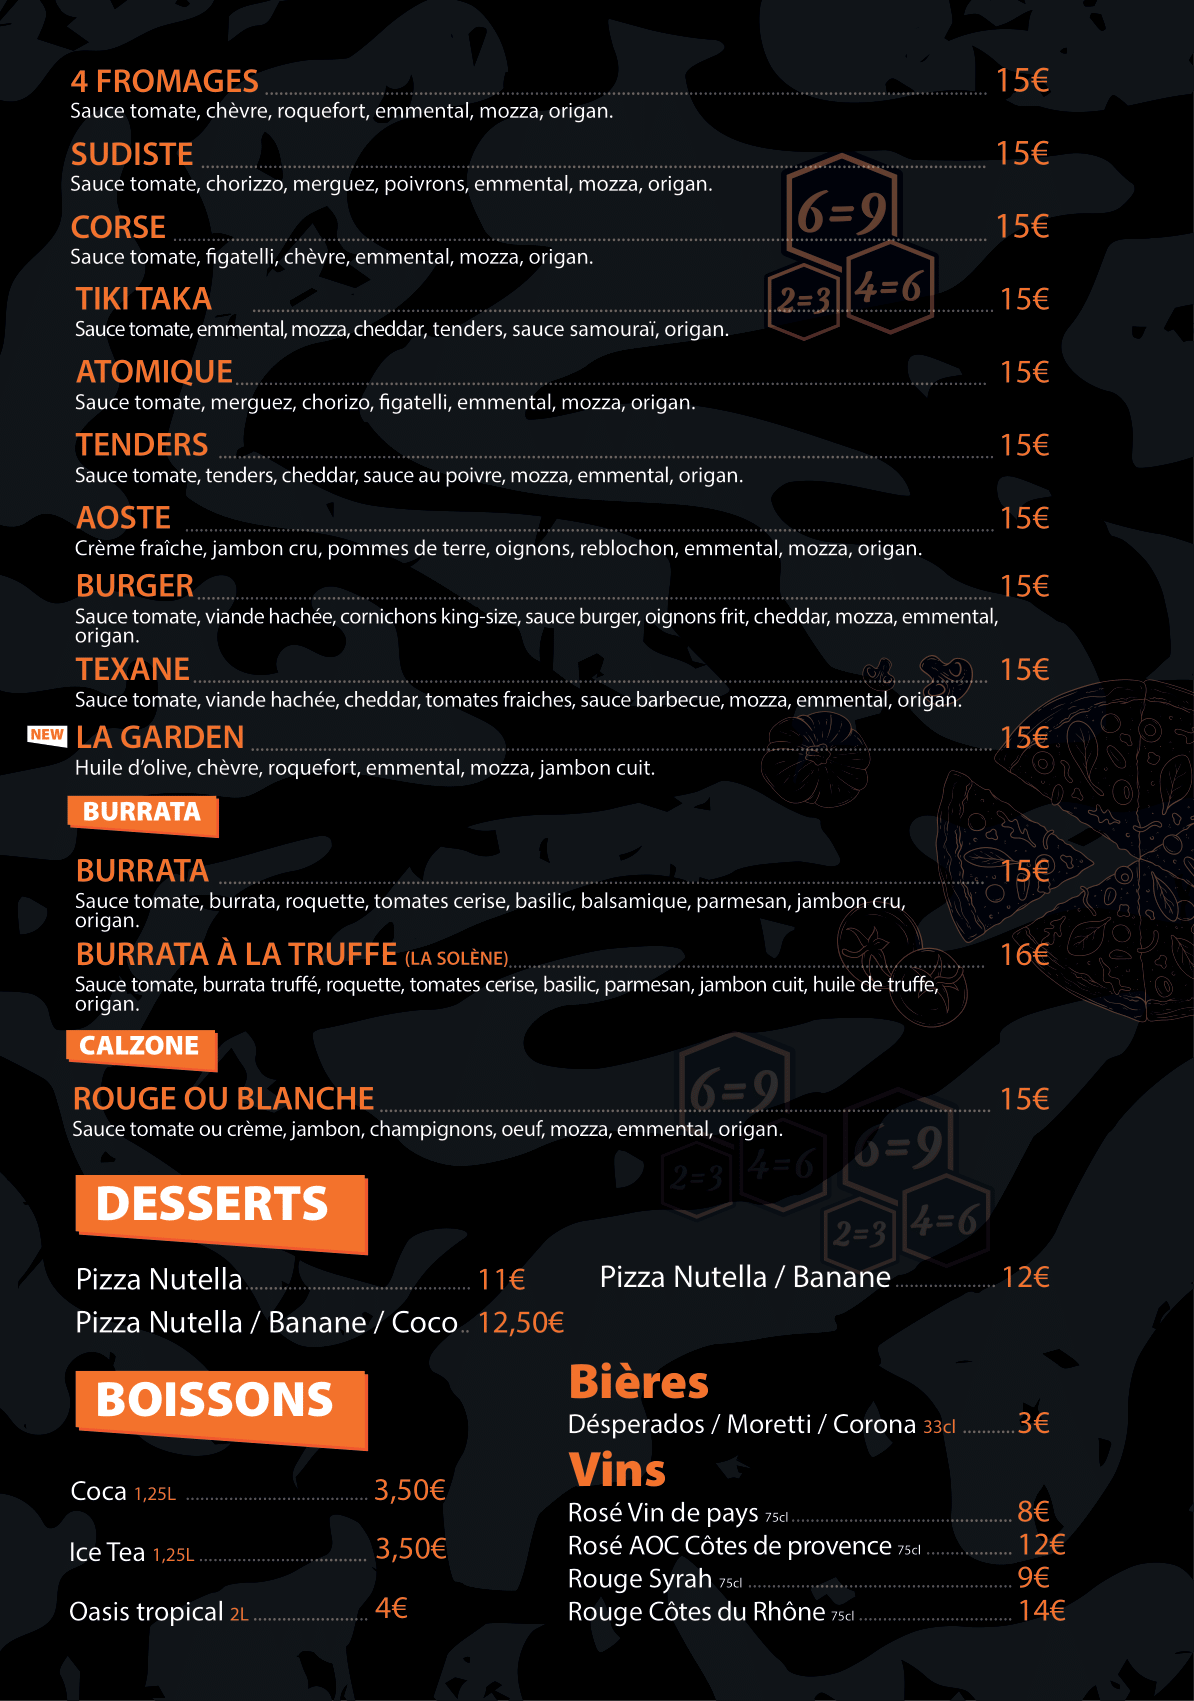 4 FROMAGES 15€
Sauce tomate, chèvre, roquefort, emmental, mozza, origan.
SUDISTE 15€
Sauce tomate, chorizzo, merguez, poivrons, emmental, mozza, origan.
6=9
CORSE 15€
Sauce tomate, figatelli, chèvre, emmental, mozza, origan.
2=3 4=6
TIKI TAKA 15€
Sauce tomate, emmental, mozza, cheddar, tenders, sauce samouraï, origan.
ATOMIQUE 15€
Sauce tomate, merguez, chorizo, figatelli, emmental, mozza, origan.
TENDERS 15€
Sauce tomate, tenders, cheddar, sauce au poivre, mozza, emmental, origan.
AOSTE 15€
Crème fraîche, jambon cru, pommes de terre, oignons, reblochon, emmental, mozza, origan.
BURGER 15€
Sauce tomate, viande hachée, cornichons king-size, sauce burger, oignons frit, cheddar, mozza, emmental,
origan.
TEXANE 15€
Sauce tomate, viande hachée, cheddar, tomates fraiches, sauce barbecue, mozza, emmental, origan.
NEW LA GARDEN 15€
Huile d’olive, chèvre, roquefort, emmental, mozza, jambon cuit.
BURRATA
BURRATA 15€
Sauce tomate, burrata, roquette, tomates cerise, basilic, balsamique, parmesan, jambon cru,
origan.
BURRATA À LA TRUFFE (LA SOLÈNE) 16€
Sauce tomate, burrata truffé, roquette, tomates cerise, basilic, parmesan, jambon cuit, huile de truffe,
origan.
CALZONE
ROUGE OU BLANCHE 15€
Sauce tomate ou crème, jambon, champignons, oeuf, mozza, emmental, origan.
6=9
2=3 4=6
6=9
2=3 4=6
DESSERTS
Pizza Nutella 11€
Pizza Nutella / Banane 12€
Pizza Nutella / Banane / Coco 12,50€
BOISSONS
Coca 1,25L 3,50€
Ice Tea 1,25L 3,50€
Oasis tropical 2L 4€
Bières
Désperados / Moretti / Corona 33cl 3€
Vins
Rosé Vin de pays 75cl 8€
Rosé AOC Côtes de provence 75cl 12€
Rouge Syrah 75cl 9€
Rouge Côtes du Rhône 75cl 14€